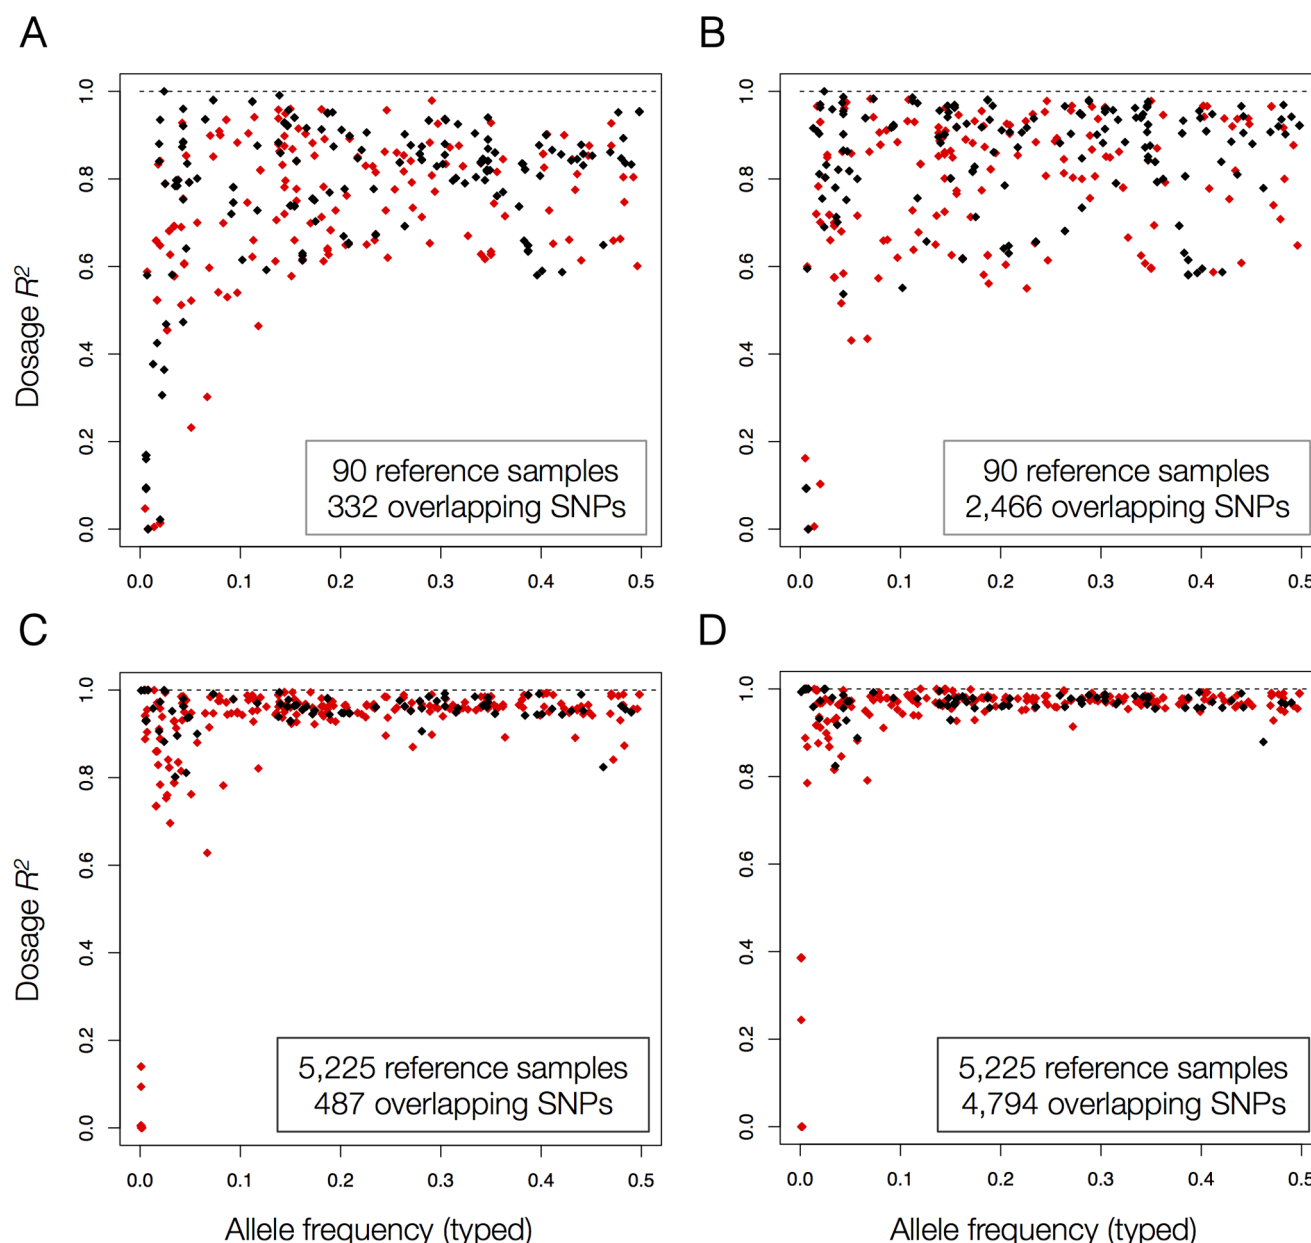 A
B
1.0
0.8
0.6
0.4
0.2
0.0
Dosage R²
90 reference samples
332 overlapping SNPs
0.0 0.1 0.2 0.3 0.4 0.5
1.0
0.8
0.6
0.4
0.2
0.0
90 reference samples
2,466 overlapping SNPs
0.0 0.1 0.2 0.3 0.4 0.5
C
D
1.0
0.8
0.6
0.4
0.2
0.0
Dosage R²
5,225 reference samples
487 overlapping SNPs
0.0 0.1 0.2 0.3 0.4 0.5
Allele frequency (typed)
1.0
0.8
0.6
0.4
0.2
0.0
5,225 reference samples
4,794 overlapping SNPs
0.0 0.1 0.2 0.3 0.4 0.5
Allele frequency (typed)